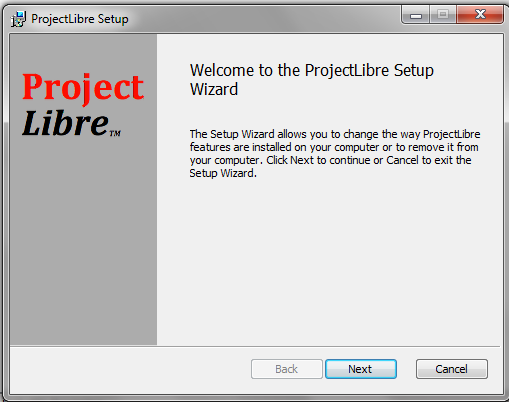 ProjectLibre Setup
Project
Libre™
Welcome to the ProjectLibre Setup
Wizard
The Setup Wizard allows you to change the way ProjectLibre
features are installed on your computer or to remove it from
your computer. Click Next to continue or Cancel to exit the
Setup Wizard.
Back
Next
Cancel